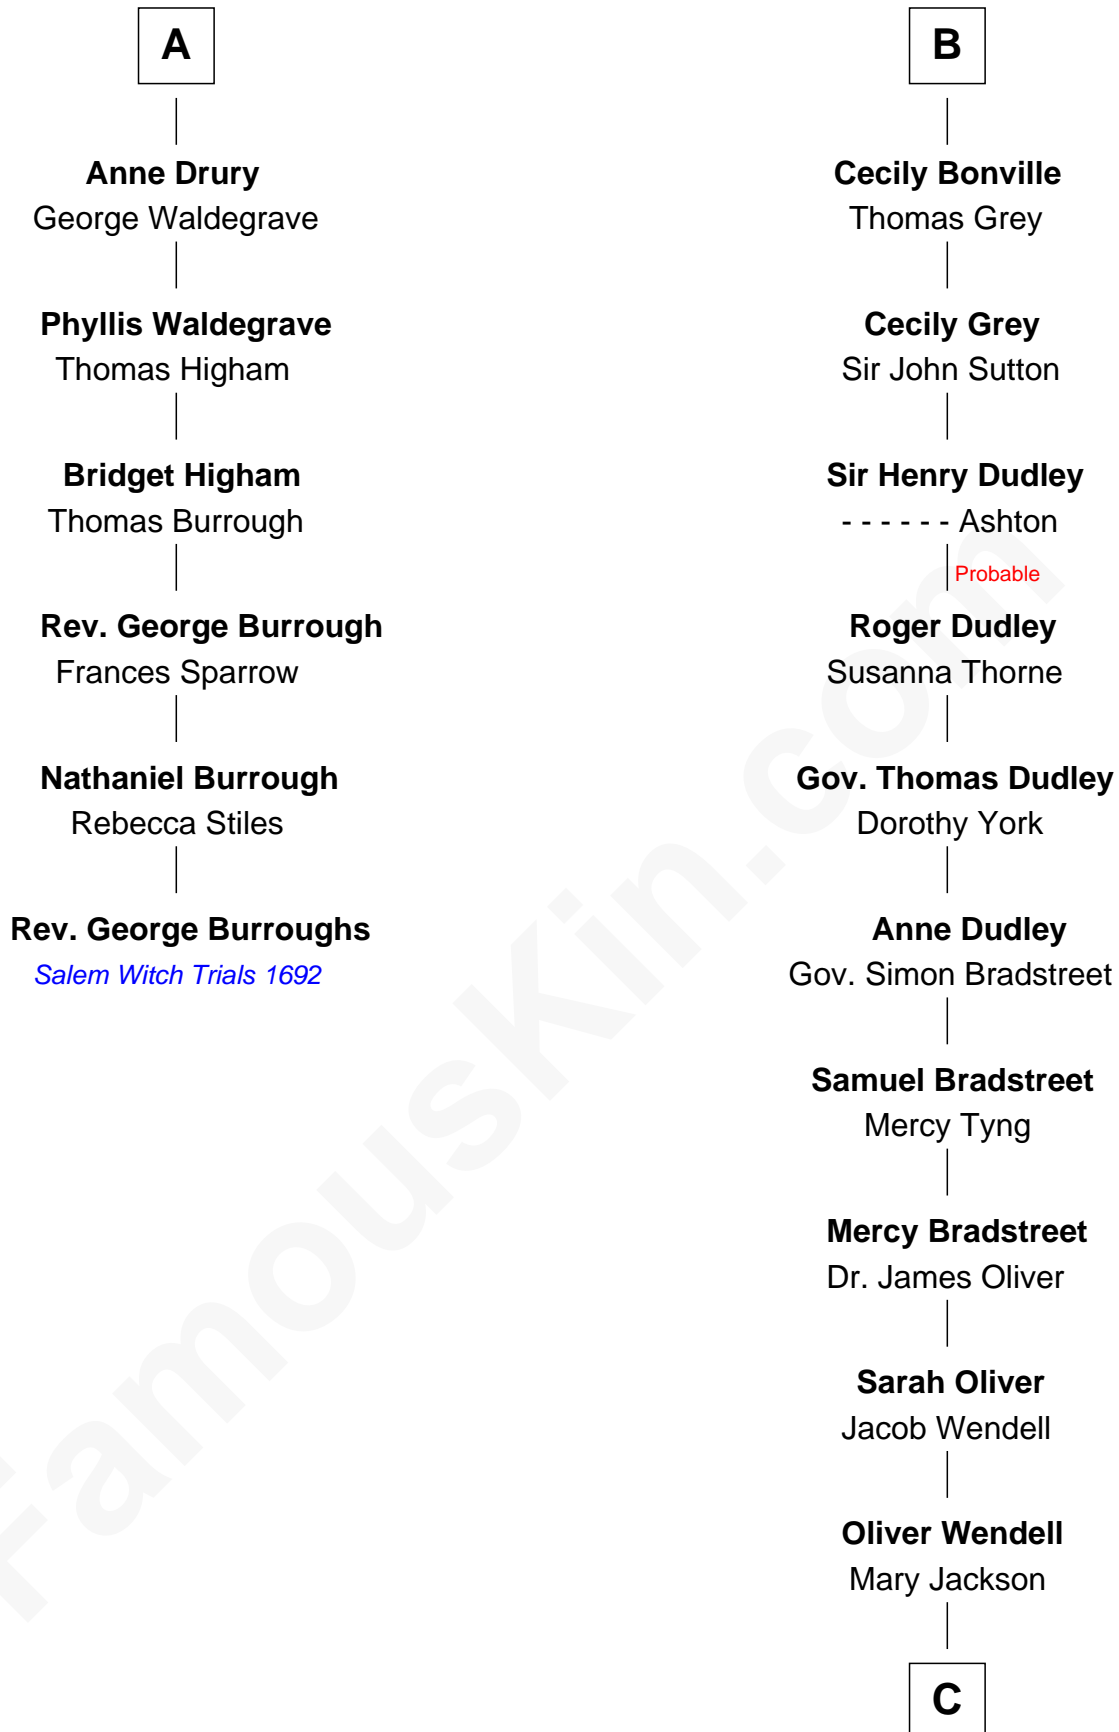 A
Anne Drury
George Waldegrave
Phyllis Waldegrave
Thomas Higham
Bridget Higham
Thomas Burrough
Rev. George Burrough
Frances Sparrow
Nathaniel Burrough
Rebecca Stiles
Rev. George Burroughs
Salem Witch Trials 1692
B
Cecily Bonville
Thomas Grey
Cecily Grey
Sir John Sutton
Sir Henry Dudley
- - - - - - Ashton
Probable
Roger Dudley
Susanna Thorne
Gov. Thomas Dudley
Dorothy York
Anne Dudley
Gov. Simon Bradstreet
Samuel Bradstreet
Mercy Tyng
Mercy Bradstreet
Dr. James Oliver
Sarah Oliver
Jacob Wendell
Oliver Wendell
Mary Jackson
C
FamousKin.com